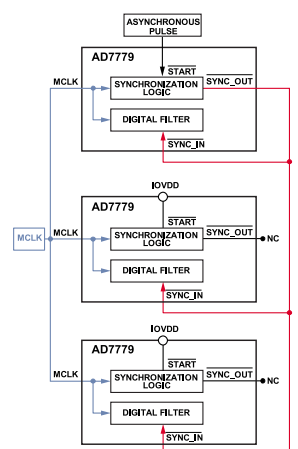 ASYNCHRONOUS
PULSE
AD7779
MCLK
START
SYNC_OUT
SYNCHRONIZATION
LOGIC
DIGITAL FILTER
SYNC_IN
IOVDD
AD7779
MCLK
MCLK
START
SYNC_OUT
SYNCHRONIZATION
LOGIC
NC
DIGITAL FILTER
SYNC_IN
IOVDD
AD7779
MCLK
START
SYNC_OUT
SYNCHRONIZATION
LOGIC
NC
DIGITAL FILTER
SYNC_IN